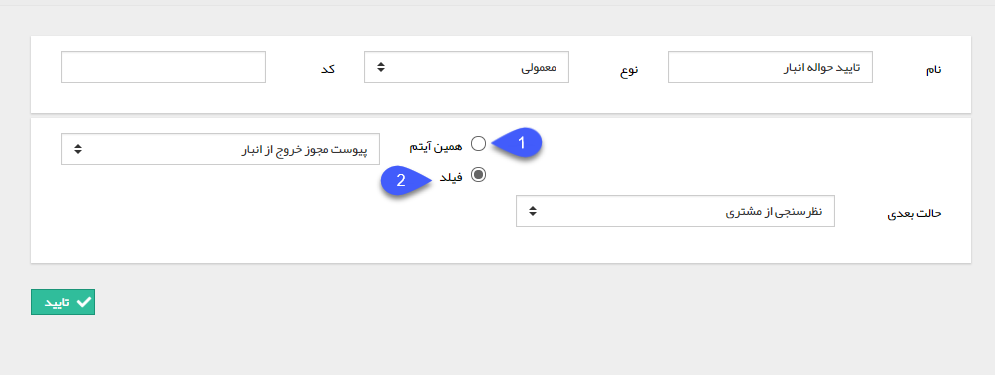 نام
تایید حواله انبار
نوع
معمولی
کد
1
همین آیتم
پیوست مجوز خروج از انبار
2
فیلد
حالت بعدی
نظرسنجی از مشتری
تایید